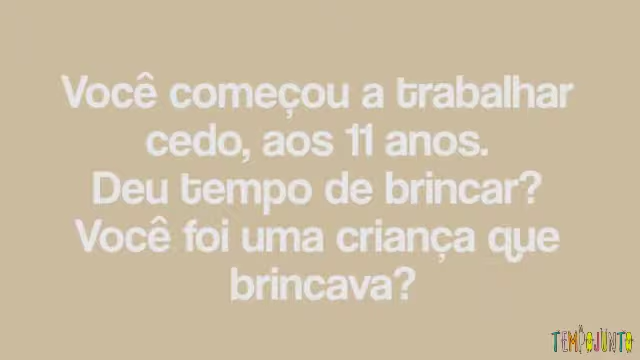 Você começou a trabalhar
cedo, aos 11 anos.
Deu tempo de brincar?
Você foi uma criança que
brincava?
TEMPOJUNTO